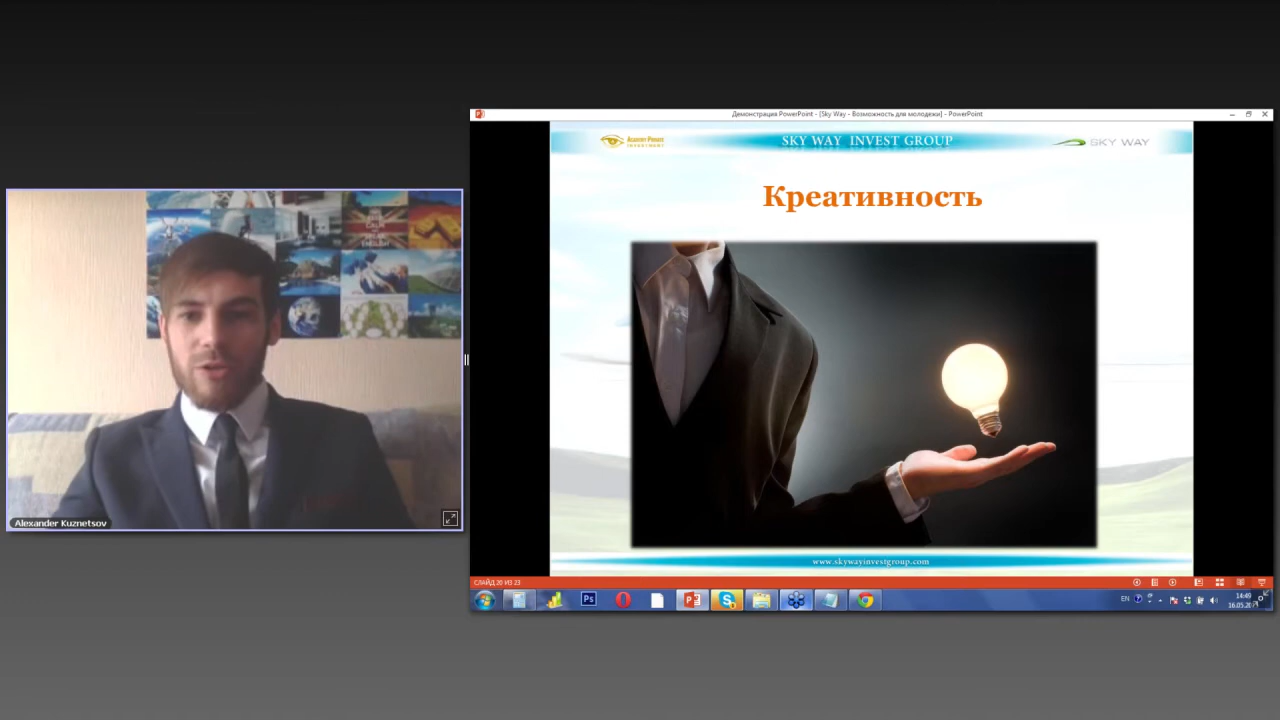 Демонстрация PowerPoint - [Sky Way - Возможность для молодежи] - PowerPoint
SKY WAY INVEST GROUP
SKY WAY
Креативность
Alexander Kuznetsov
www.skywayinvestgroup.com
СЛАЙД 20 ИЗ 23
Ps
EN
14:49